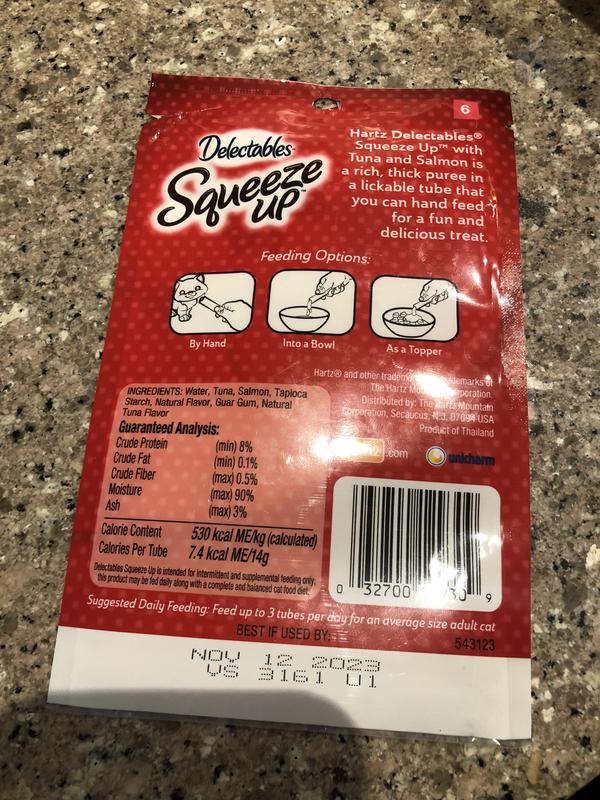 6
Delectables
Squeeze
UP™
Hartz Delectables®
Squeeze Up™ with
Tuna and Salmon is
a rich, thick puree in
a lickable tube that
you can hand feed
for a fun and
delicious treat.
Feeding Options:
By Hand
Into a Bowl
As a Topper
Hartz® and other
The Hartz
Distributed by: The Hartz Mountain
Corporation, Secaucus, N.J. 07094 USA
Product of Thailand
.com
unicharm
INGREDIENTS: Water, Tuna, Salmon, Tapioca
Starch, Natural Flavor, Guar Gum, Natural
Tuna Flavor
Guaranteed Analysis:
Crude Protein (min) 8%
Crude Fat (min) 0.1%
Crude Fiber (max) 0.5%
Moisture (max) 90%
Ash (max) 3%
Calorie Content 530 kcal ME/kg (calculated)
Calories Per Tube 7.4 kcal ME/14g
Delectables Squeeze Up is intended for intermittent and supplemental feeding only;
this product may be fed daily along with a complete and balanced cat food diet.
0 32700 9
Suggested Daily Feeding: Feed up to 3 tubes per day for an average size adult cat
BEST IF USED BY:
543123
NOV 12 2023
VS 3161 U1